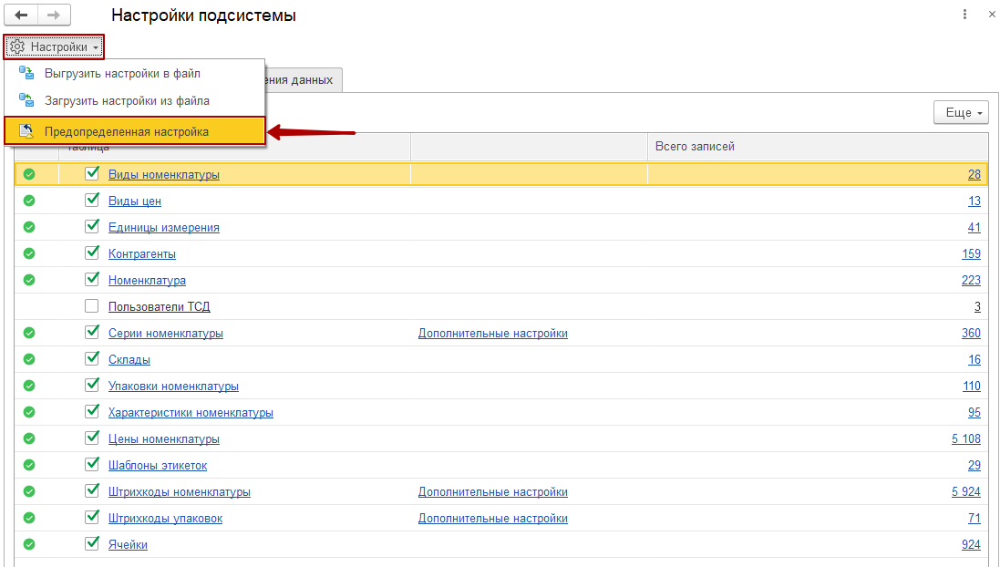 Настройки подсистемы
Настройки
Выгрузить настройки в файл
ения данных
Загрузить настройки из файла
Еще
Предопределенная настройка
Таблица
Всего записей
Виды номенклатуры 28
Виды цен 13
Единицы измерения 41
Контрагенты 159
Номенклатура 223
Пользователи ТСД 3
Серии номенклатуры Дополнительные настройки 360
Склады 16
Упаковки номенклатуры 110
Характеристики номенклатуры 95
Цены номенклатуры 5 108
Шаблоны этикеток 29
Штрихкоды номенклатуры Дополнительные настройки 5 924
Штрихкоды упаковок Дополнительные настройки 71
Ячейки 924